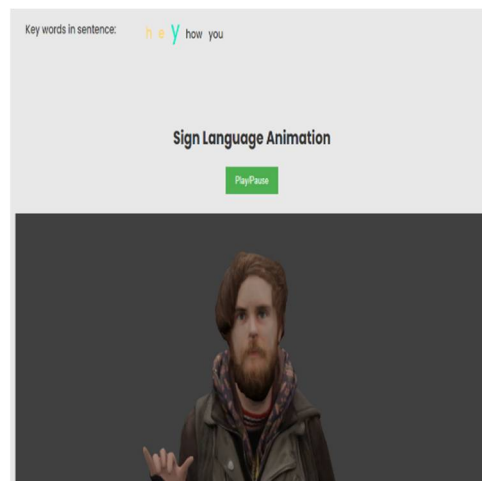 Key words in sentence: h e y how you
Sign Language Animation
Play/Pause